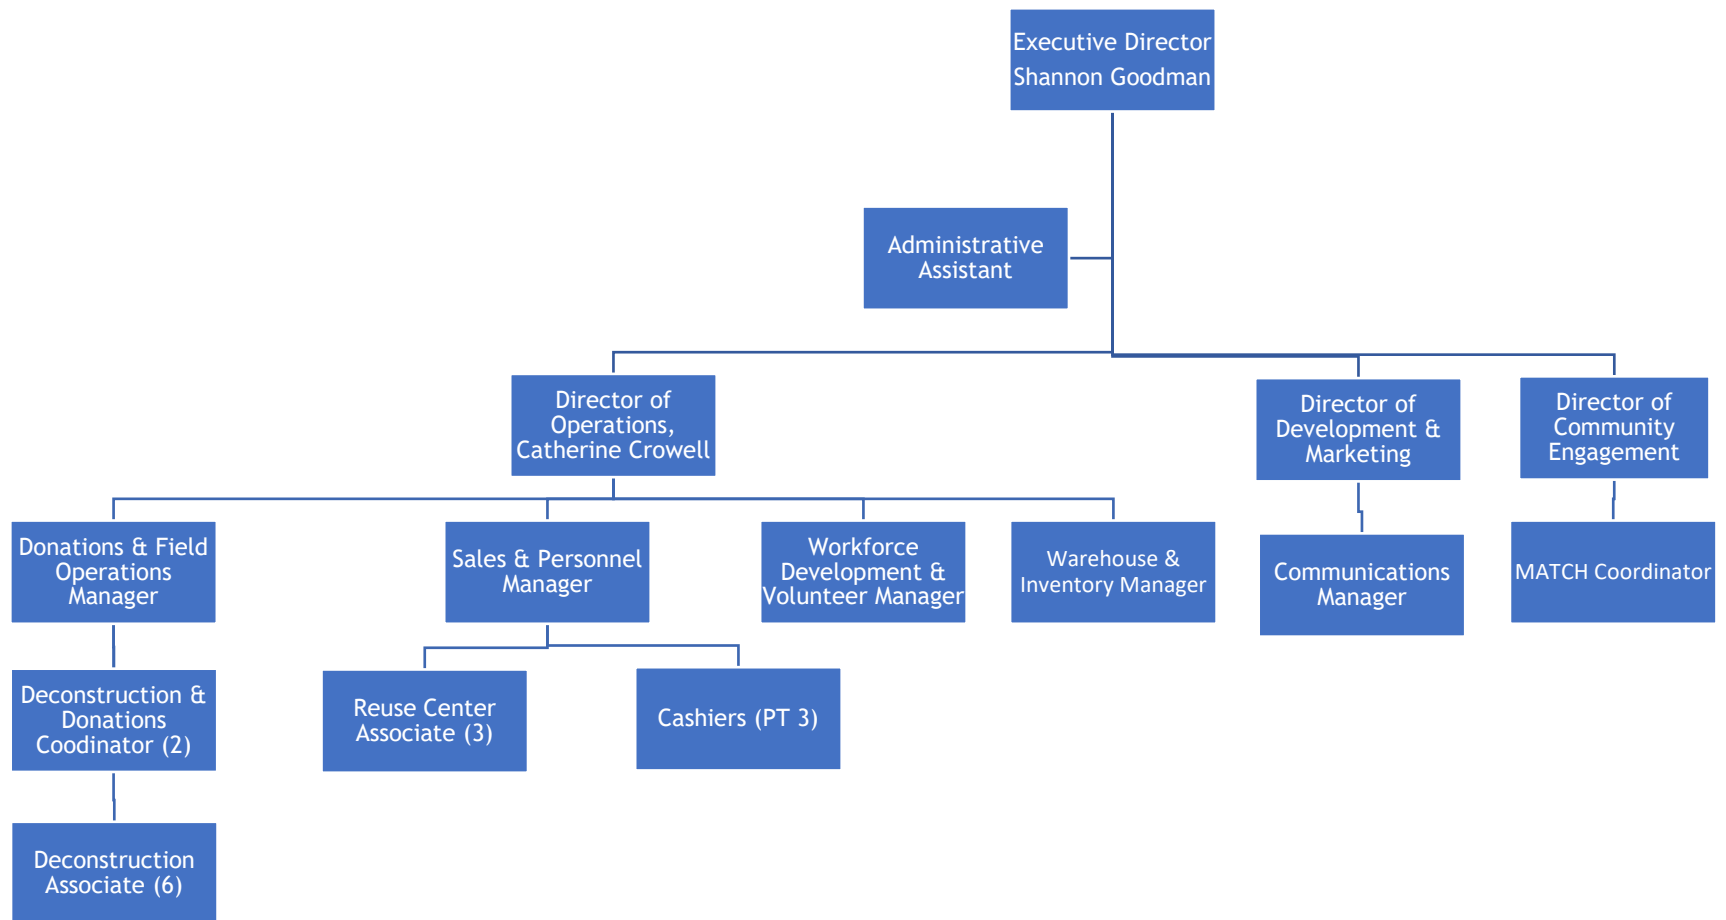 Executive Director
Shannon Goodman
Administrative
Assistant
Director of
Operations,
Catherine Crowell
Director of
Development &
Marketing
Director of
Community
Engagement
Donations & Field
Operations
Manager
Sales & Personnel
Manager
Workforce
Development &
Volunteer Manager
Warehouse &
Inventory Manager
Communications
Manager
MATCH Coordinator
Deconstruction &
Donations
Coodinator (2)
Reuse Center
Associate (3)
Cashiers (PT 3)
Deconstruction
Associate (6)